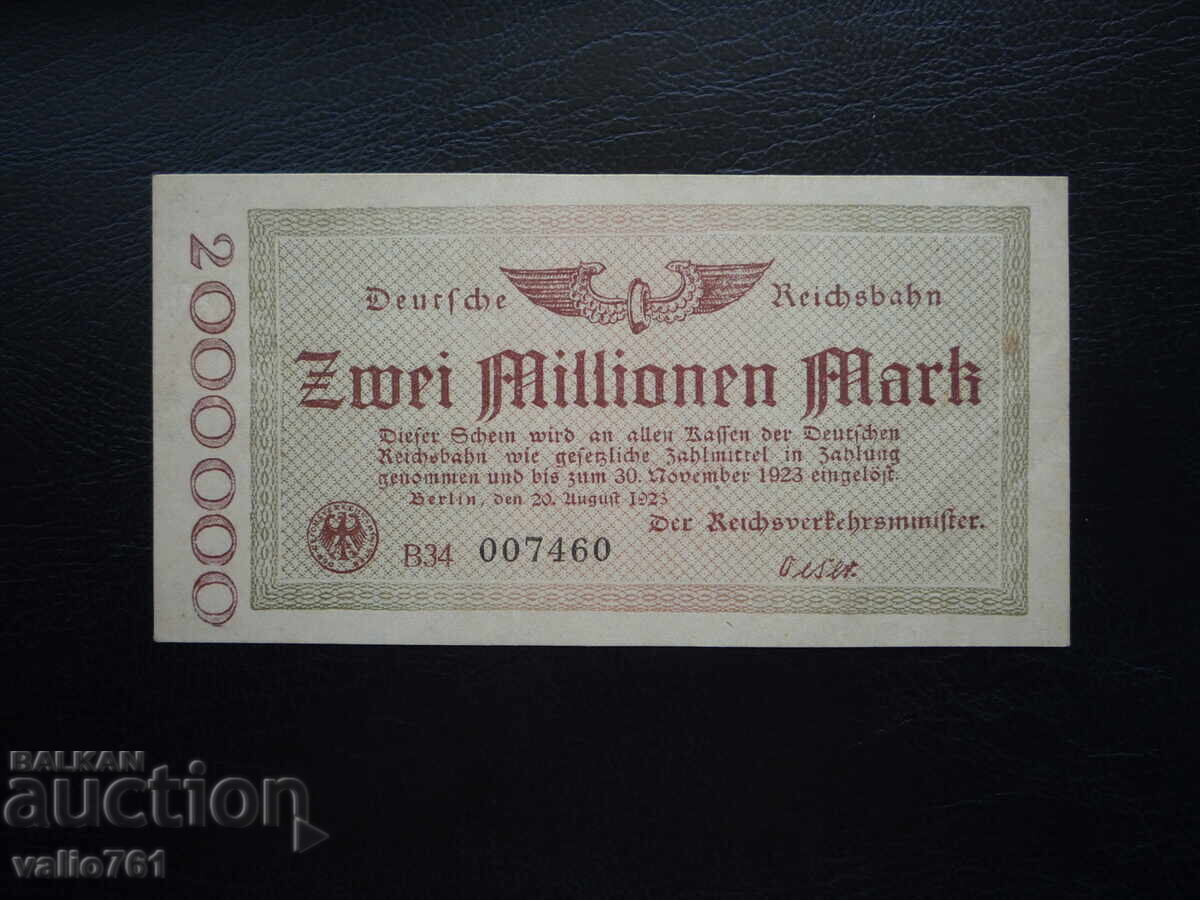 2000000
Deutsche Reichsbahn
Zwei Millionen Mark
Dieser Schein wird an allen Kassen der Deutschen
Reichsbahn wie gesetzliche Zahlmittel in Zahlung
genommen und bis zum 30. November 1923 eingelöst.
Berlin, den 20. August 1923
Der Reichsverkehrsminister.
B34 007460
Oeser.
BALKAN
auction
valio761